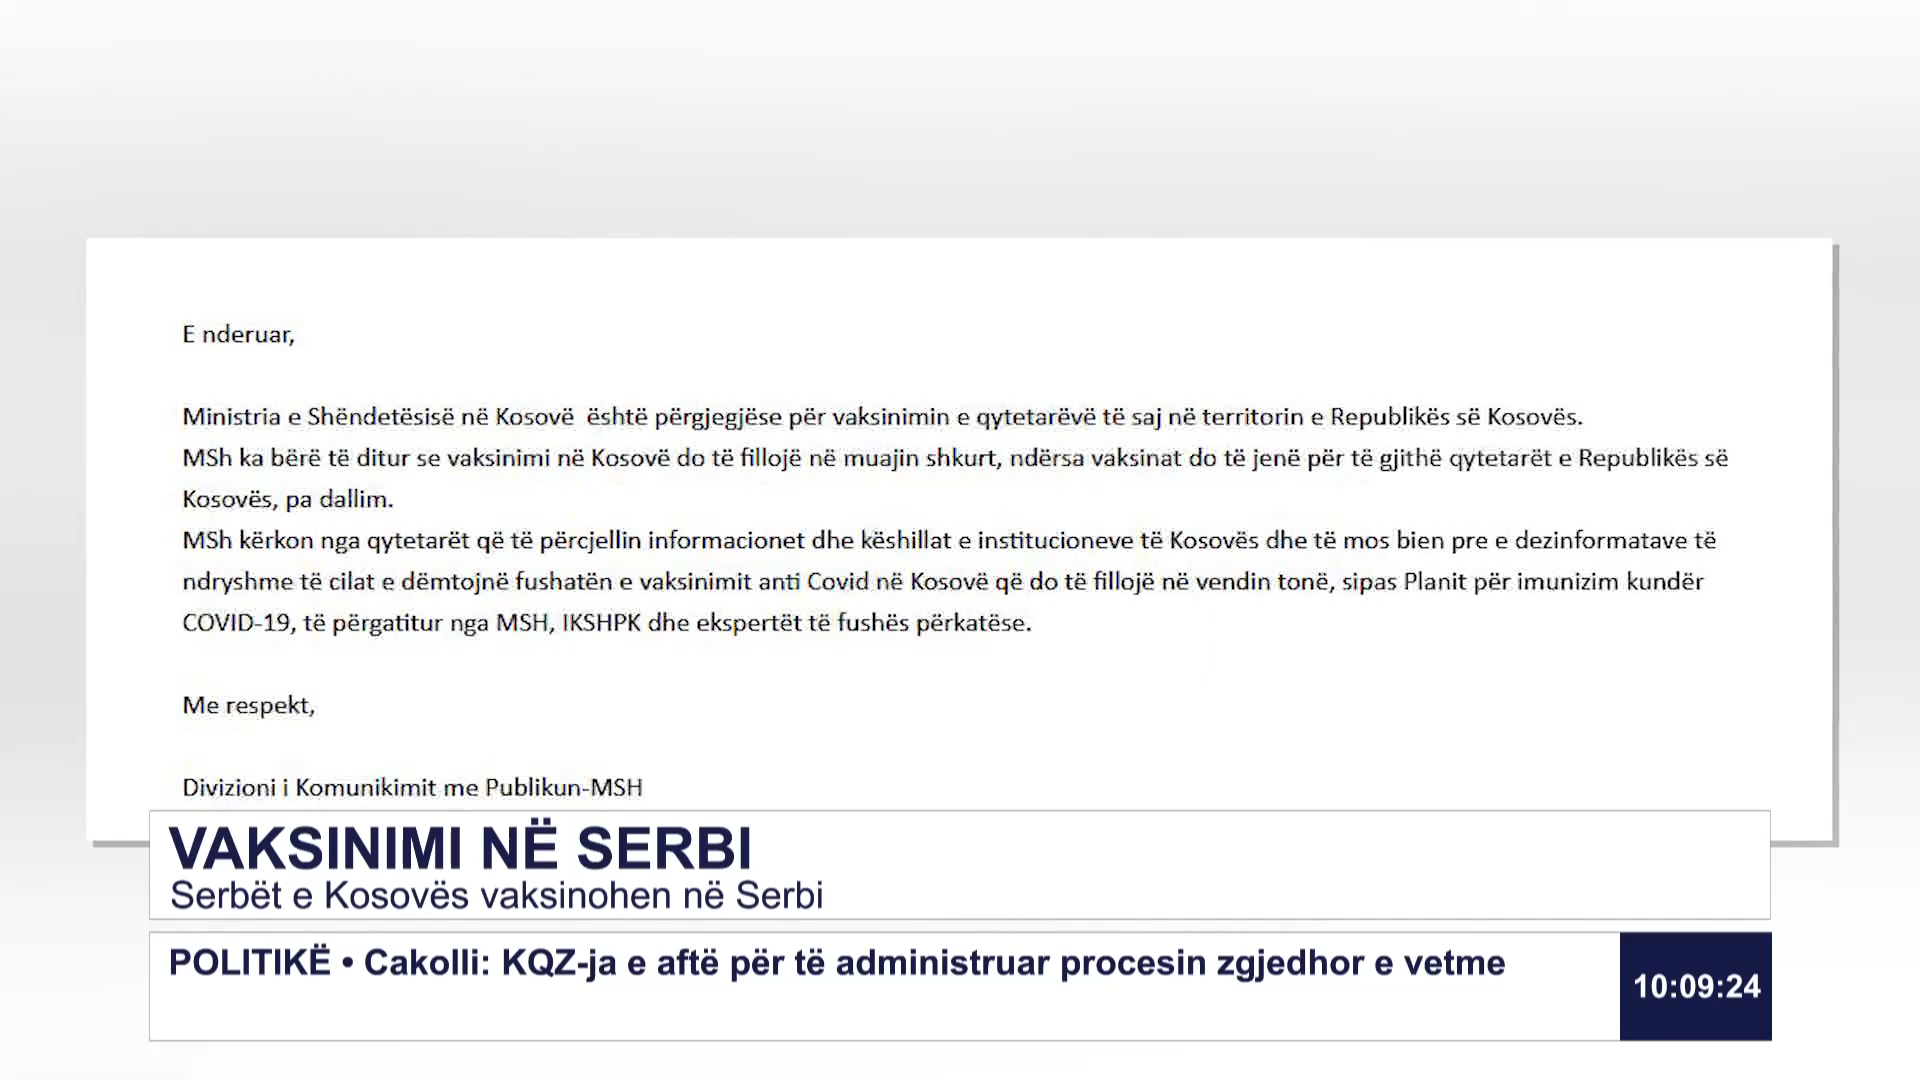 E nderuar,
Ministria e Shëndetësisë në Kosovë është përgjegjëse për vaksinimin e qytetarëvë të saj në territorin e Republikës së Kosovës.
MSh ka bërë të ditur se vaksinimi në Kosovë do të fillojë në muajin shkurt, ndërsa vaksinat do të jenë për të gjithë qytetarët e Republikës së
Kosovës, pa dallim.
MSh kërkon nga qytetarët që të përcjellin informacionet dhe këshillat e institucioneve të Kosovës dhe të mos bien pre e dezinformatave të
ndryshme të cilat e dëmtojnë fushatën e vaksinimit anti Covid në Kosovë që do të fillojë në vendin tonë, sipas Planit për imunizim kundër
COVID-19, të përgatitur nga MSH, IKSHPK dhe ekspertët të fushës përkatëse.
Me respekt,
Divizioni i Komunikimit me Publikun-MSH
VAKSINIMI NË SERBI
Serbët e Kosovës vaksinohen në Serbi
POLITIKË • Cakolli: KQZ-ja e aftë për të administruar procesin zgjedhor e vetme
10:09:24